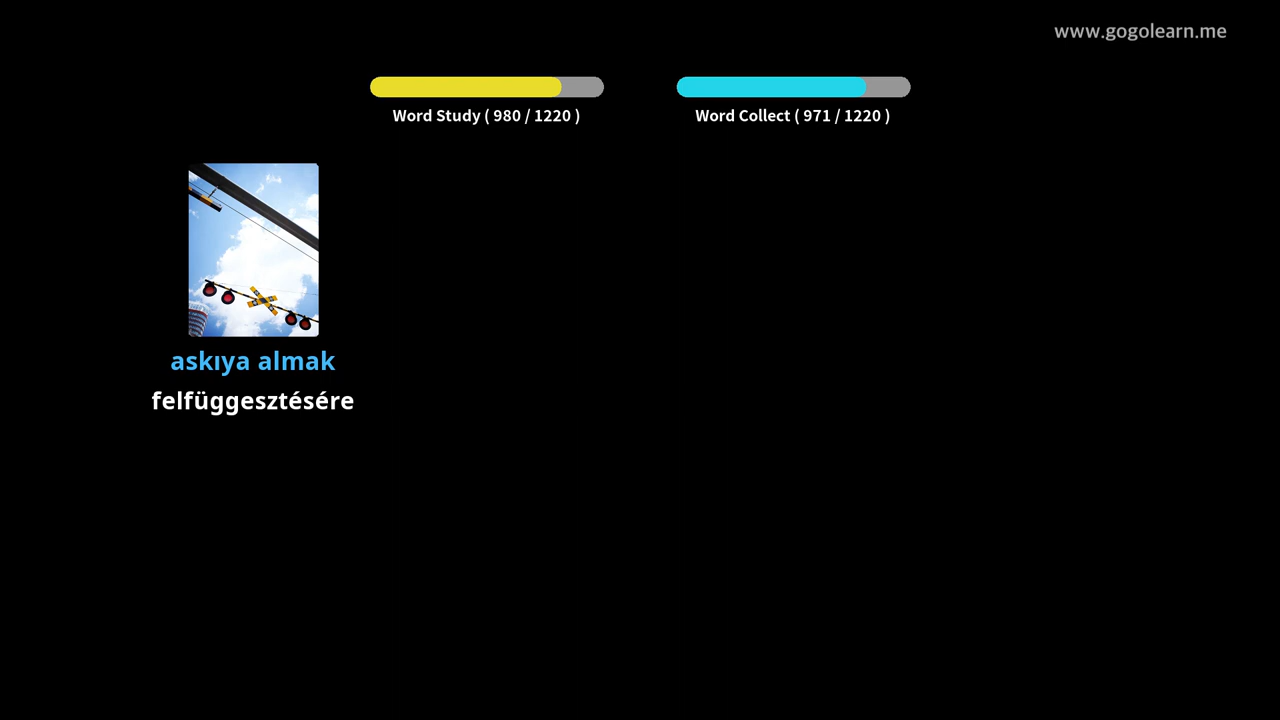 www.gogolearn.me
Word Study ( 980 / 1220 )
Word Collect ( 971 / 1220 )
askıya almak
felfüggesztésére